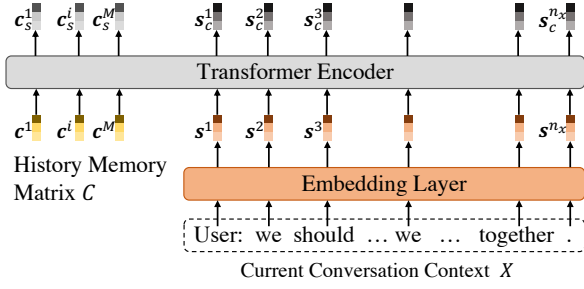 c_s^1 c_s^i c_s^M s_c^1 s_c^2 s_c^3 s_c^{n_x}
Transformer Encoder
c^1 c^i c^M s^1 s^2 s^3 s^{n_x}
History Memory
Matrix C
Embedding Layer
User: we should … we … together .
Current Conversation Context X